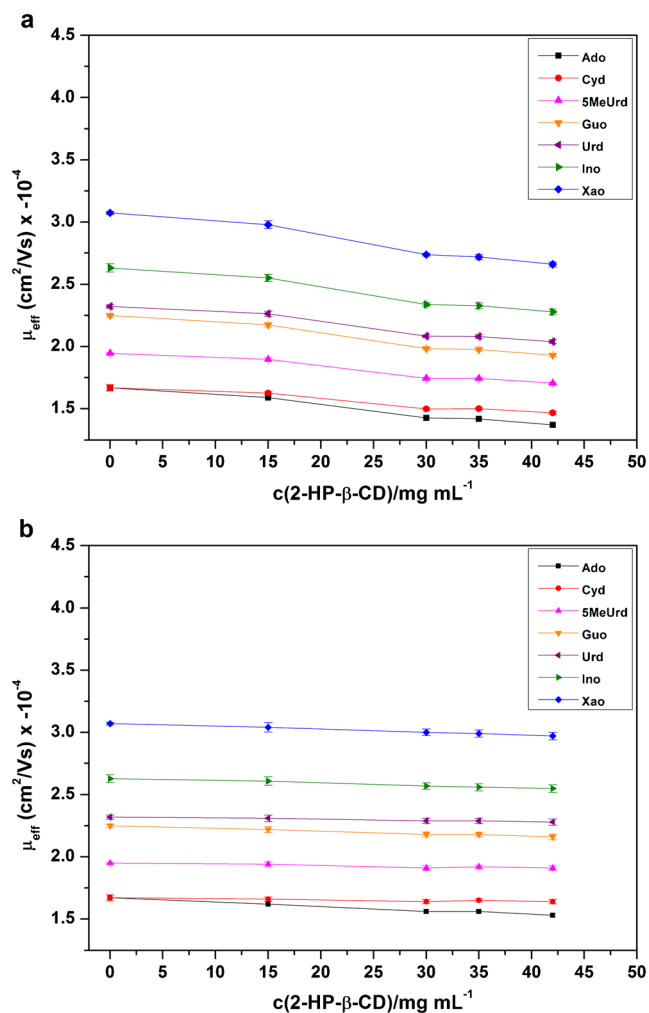 a
4.5
4.0
3.5
3.0
2.5
2.0
1.5
μeff (cm²/Vs) x -10⁻⁴
Ado
Cyd
5MeUrd
Guo
Urd
Ino
Xao
0 5 10 15 20 25 30 35 40 45 50
c(2-HP-β-CD)/mg mL⁻¹
b
4.5
4.0
3.5
3.0
2.5
2.0
1.5
μeff (cm²/Vs) x -10⁻⁴
Ado
Cyd
5MeUrd
Guo
Urd
Ino
Xao
0 5 10 15 20 25 30 35 40 45 50
c(2-HP-β-CD)/mg mL⁻¹